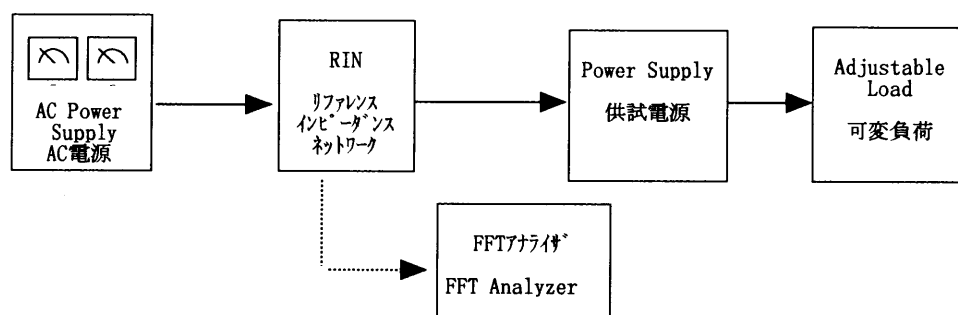 AC Power
Supply
AC電源
RIN
リファレンス
インピーダンス
ネットワーク
Power Supply
供試電源
Adjustable
Load
可変負荷
FFTアナライザ
FFT Analyzer